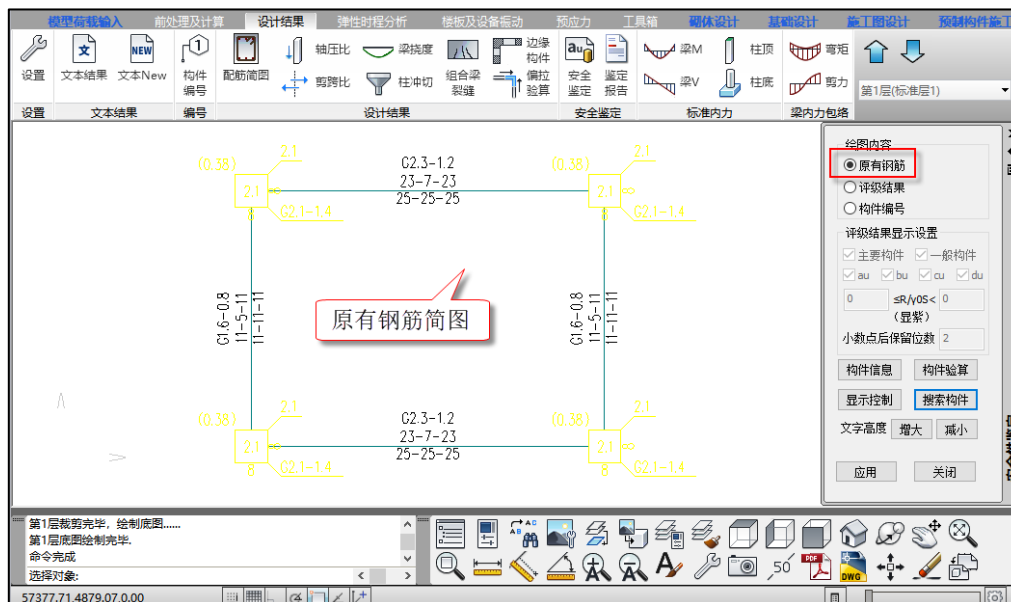 模型荷载输入 前处理及计算 设计结果 弹性时程分析 楼板及设备振动 预应力 工具箱 砌体设计 基础设计 施工图设计 预制构件施工
设置 文本结果 文本New 构件编号 配筋简图 轴压比 剪跨比 梁挠度 柱冲切 组合梁裂缝 边缘构件 偏拉验算 安全鉴定 鉴定报告 梁M 梁V 柱顶 柱底 弯矩 剪力
第1层(标准层1)
设置 文本结果 编号 设计结果 安全鉴定 标准内力 梁内力包络
(0.38) 2.1
2.1
8
8
G2.1-1.4
G2.3-1.2
23-7-23
25-25-25
(0.38) 2.1
2.1
8
8
G2.1-1.4
G1.6-0.8
11-5-11
11-11-11
原有钢筋简图
G1.6-0.8
11-5-11
11-11-11
(0.38) 2.1
2.1
8
8
G2.1-1.4
G2.3-1.2
23-7-23
25-25-25
(0.38) 2.1
2.1
8
8
G2.1-1.4
绘图内容
原有钢筋
评级结果
构件编号
评级结果显示设置
主要构件 一般构件
au bu cu du
0 ≤R/γ0S< 0
(显紫)
小数点后保留位数 2
构件信息 构件验算
显示控制 搜索构件
文字高度 增大 减小
应用 关闭
第1层裁剪完毕，绘制底图......
第1层底图绘制完毕.
命令完成
选择对象:
57377.71,4879.07,0.00